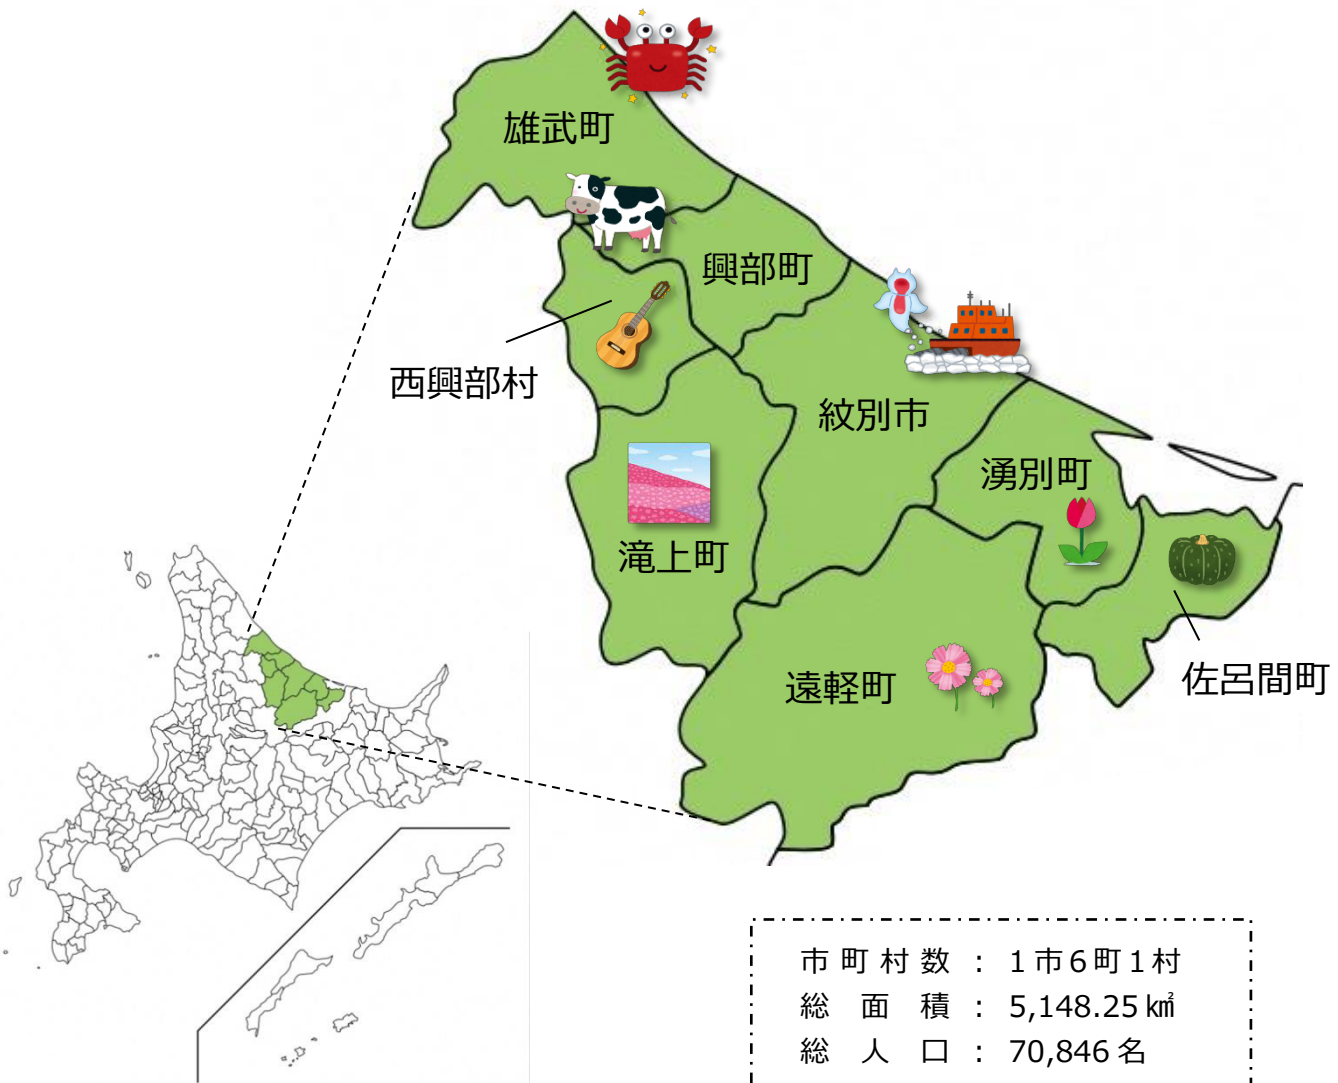 雄武町
興部町
西興部村
紋別市
湧別町
滝上町
遠軽町
佐呂間町
市町村数：1市6町1村
総面積：5,148.25㎢
総人口：70,846名